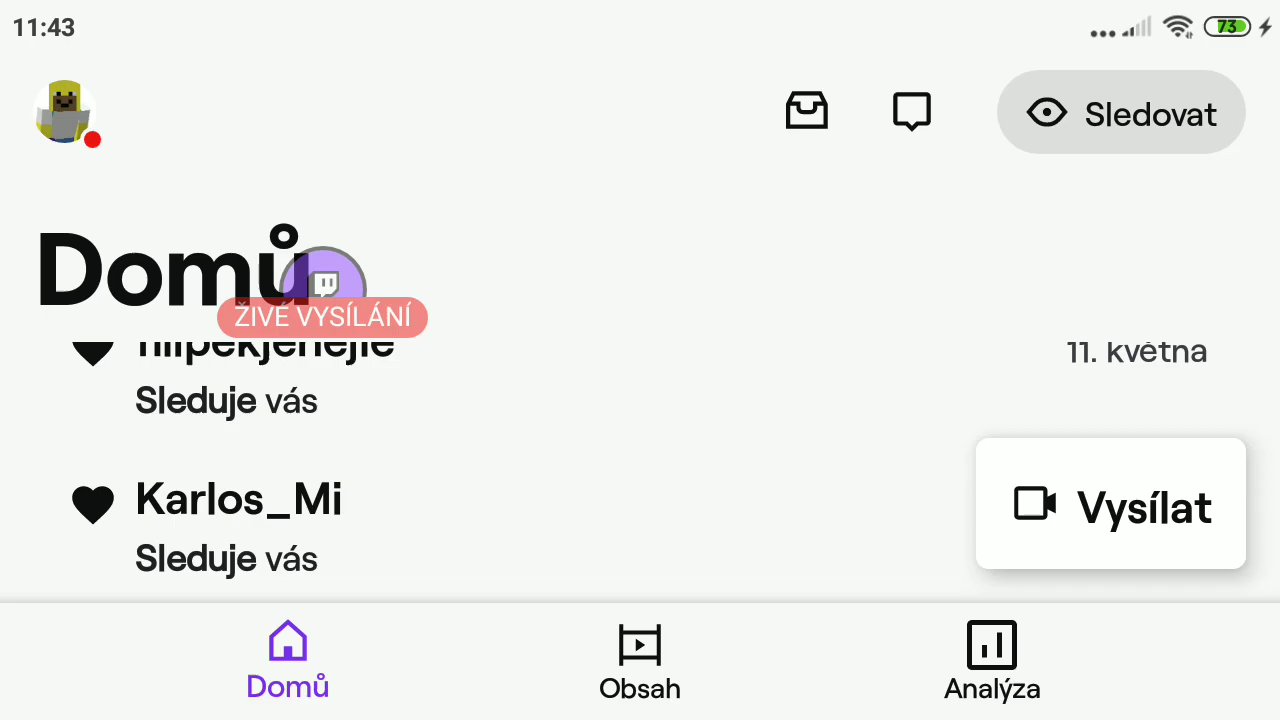 11:43
73
Sledovat
Domů
ŽIVÉ VYSÍLÁNÍ
11. května
Sleduje vás
Karlos_Mi
Sleduje vás
Vysílat
Domů
Obsah
Analýza